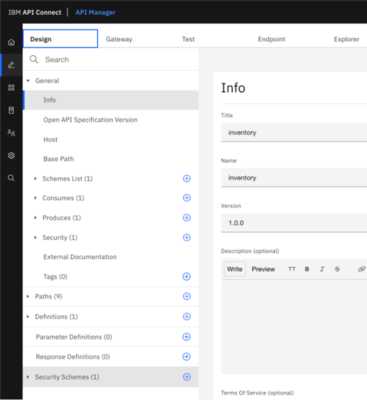 IBM API Connect | API Manager
Design Gateway Test Endpoint Explorer
Search
General
Info
Open API Specification Version
Host
Base Path
Schemes List (1)
Consumes (1)
Produces (1)
Security (1)
External Documentation
Tags (0)
Paths (9)
Definitions (1)
Parameter Definitions (0)
Response Definitions (0)
Security Schemes (1)
Info
Title
inventory
Name
inventory
Version
1.0.0
Description (optional)
Write Preview TT B I S
Terms Of Service (optional)